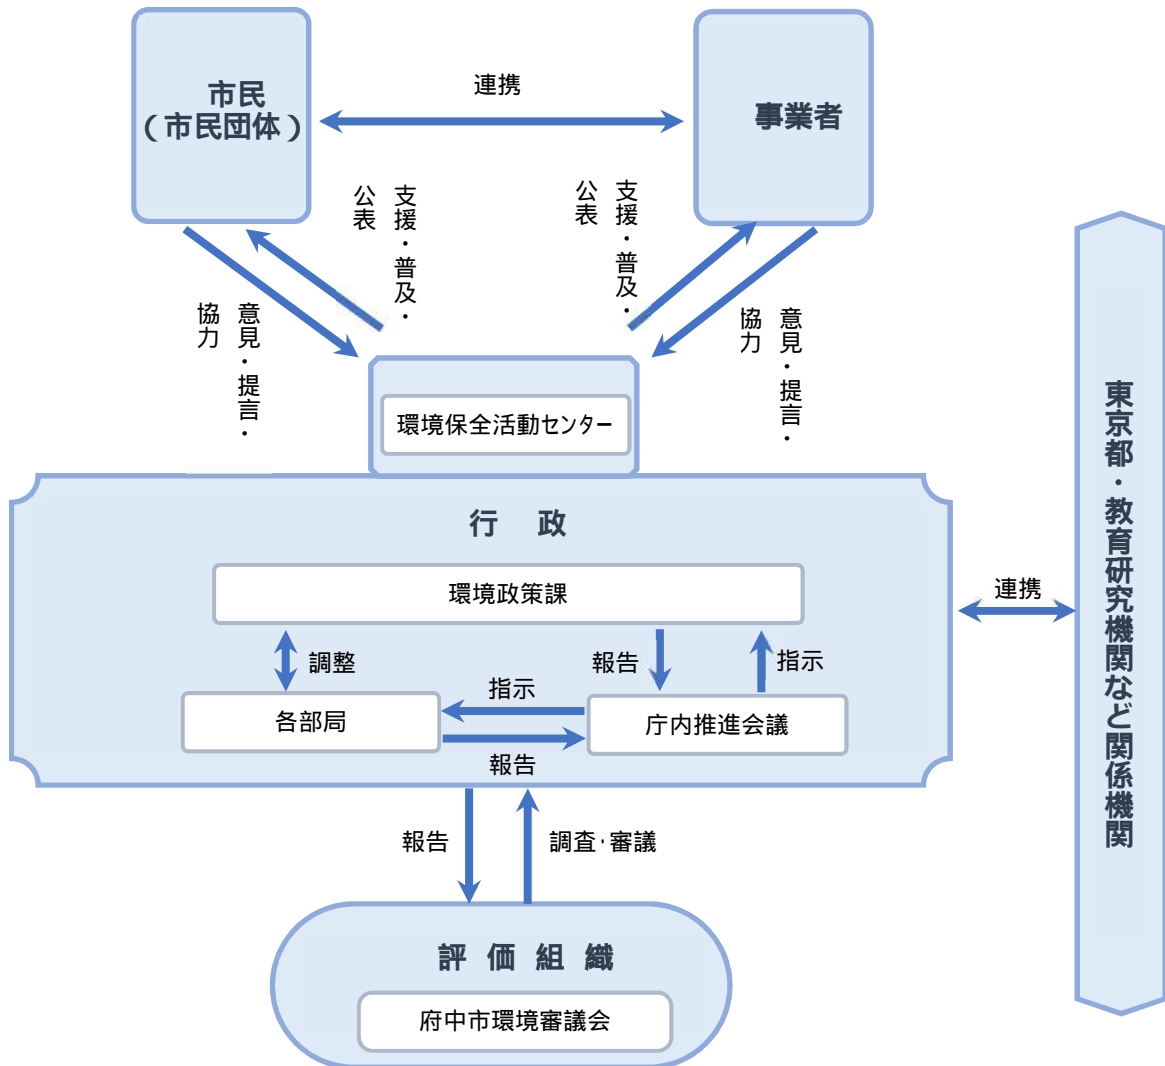 市民
（市民団体）
連携
事業者
支援・普及・
公表
支援・普及・
公表
意見・提言・
協力
意見・提言・
協力
環境保全活動センター
行　政
環境政策課
調整
報告
指示
指示
各部局
庁内推進会議
報告
連携
東京都・教育研究機関など関係機関
報告
調査・審議
評 価 組 織
府中市環境審議会